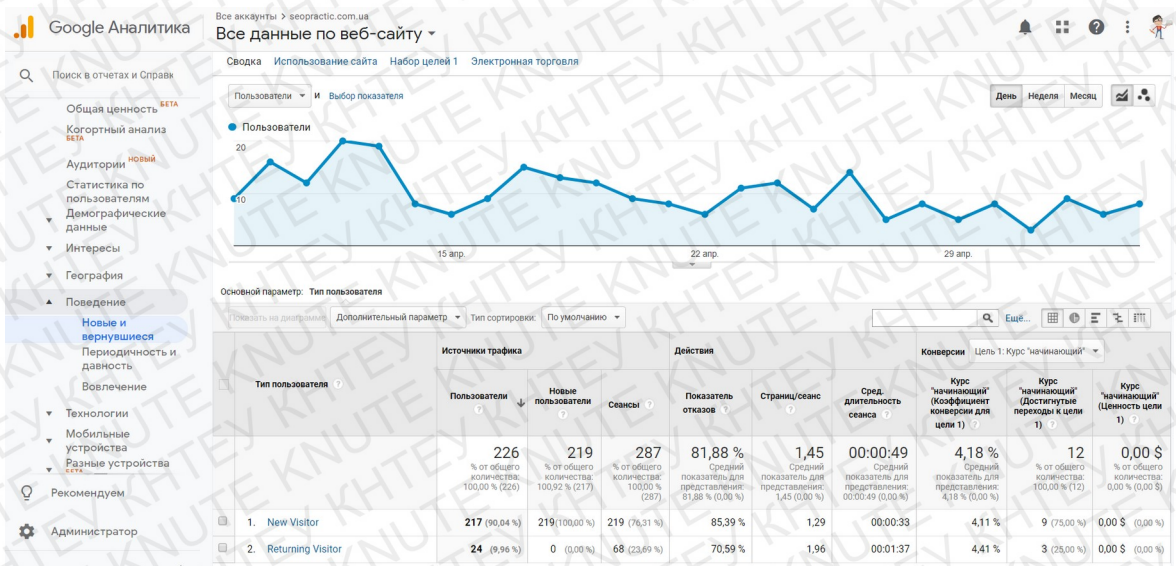 Google Аналитика
Все аккаунты > seopractic.com.ua
Все данные по веб-сайту
Поиск в отчетах и Справк
Общая ценность БЕТА
Когортный анализ
БЕТА
Аудитории НОВЫЙ
Статистика по
пользователям
Демографические
данные
Интересы
География
Поведение
Новые и
вернувшиеся
Периодичность и
давность
Вовлечение
Технологии
Мобильные
устройства
Разные устройства
БЕТА
Рекомендуем
Администратор
Сводка Использование сайта Набор целей 1 Электронная торговля
Пользователи и Выбор показателя
День Неделя Месяц
Пользователи
20
10
15 апр. 22 апр. 29 апр.
Основной параметр: Тип пользователя
Показать на диаграмме Дополнительный параметр Тип сортировки: По умолчанию
Ещё...
Источники трафика Действия Конверсии Цель 1: Курс "начинающий"
Тип пользователя
Пользователи
Новые
пользователи
Сеансы
Показатель
отказов
Страниц/сеанс
Сред.
длительность
сеанса
Курс
"начинающий"
(Коэффициент
конверсии для
цели 1)
Курс
"начинающий"
(Достигнутые
переходы к цели
1)
Курс
"начинающий"
(Ценность цели
1)
226
% от общего
количества:
100,00 % (226)
219
% от общего
количества:
100,92 % (217)
287
% от общего
количества:
100,00 %
(287)
81,88 %
Средний
показатель для
представления:
81,88 % (0,00 %)
1,45
Средний
показатель для
представления:
1,45 (0,00 %)
00:00:49
Средний
показатель для
представления:
00:00:49 (0,00 %)
4,18 %
Средний
показатель для
представления:
4,18 % (0,00 %)
12
% от общего
количества:
100,00 % (12)
0,00 $
% от общего
количества:
0,00 % (0,00 $)
1. New Visitor 217 (90,04 %) 219(100,00 %) 219 (76,31 %) 85,39 % 1,29 00:00:33 4,11 % 9 (75,00 %) 0,00 $ (0,00 %)
2. Returning Visitor 24 (9,96 %) 0 (0,00 %) 68 (23,69 %) 70,59 % 1,96 00:01:37 4,41 % 3 (25,00 %) 0,00 $ (0,00 %)